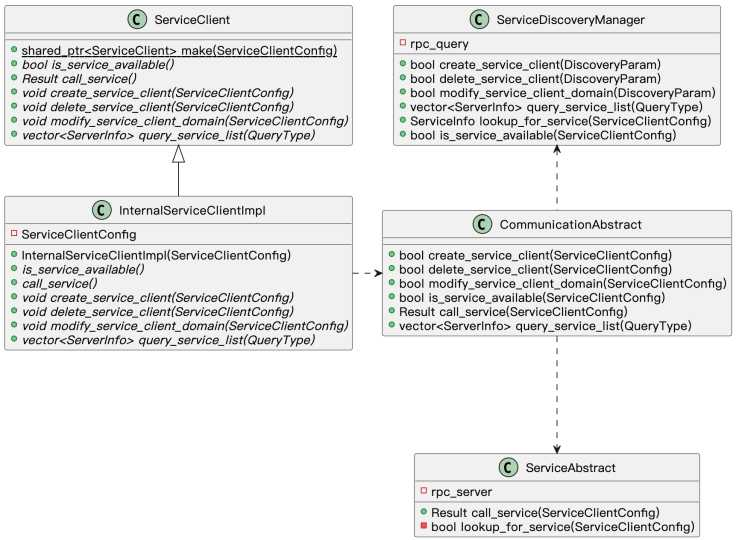 C ServiceClient
shared_ptr<ServiceClient> make(ServiceClientConfig)
bool is_service_available()
Result call_service()
void create_service_client(ServiceClientConfig)
void delete_service_client(ServiceClientConfig)
void modify_service_client_domain(ServiceClientConfig)
vector<ServerInfo> query_service_list(QueryType)
C ServiceDiscoveryManager
rpc_query
bool create_service_client(DiscoveryParam)
bool delete_service_client(DiscoveryParam)
bool modify_service_client_domain(DiscoveryParam)
vector<ServerInfo> query_service_list(QueryType)
ServiceInfo lookup_for_service(ServiceClientConfig)
bool is_service_available(ServiceClientConfig)
C InternalServiceClientImpl
ServiceClientConfig
InternalServiceClientImpl(ServiceClientConfig)
is_service_available()
call_service()
void create_service_client(ServiceClientConfig)
void delete_service_client(ServiceClientConfig)
void modify_service_client_domain(ServiceClientConfig)
vector<ServerInfo> query_service_list(QueryType)
C CommunicationAbstract
bool create_service_client(ServiceClientConfig)
bool delete_service_client(ServiceClientConfig)
bool modify_service_client_domain(ServiceClientConfig)
bool is_service_available(ServiceClientConfig)
Result call_service(ServiceClientConfig)
vector<ServerInfo> query_service_list(QueryType)
C ServiceAbstract
rpc_server
Result call_service(ServiceClientConfig)
bool lookup_for_service(ServiceClientConfig)